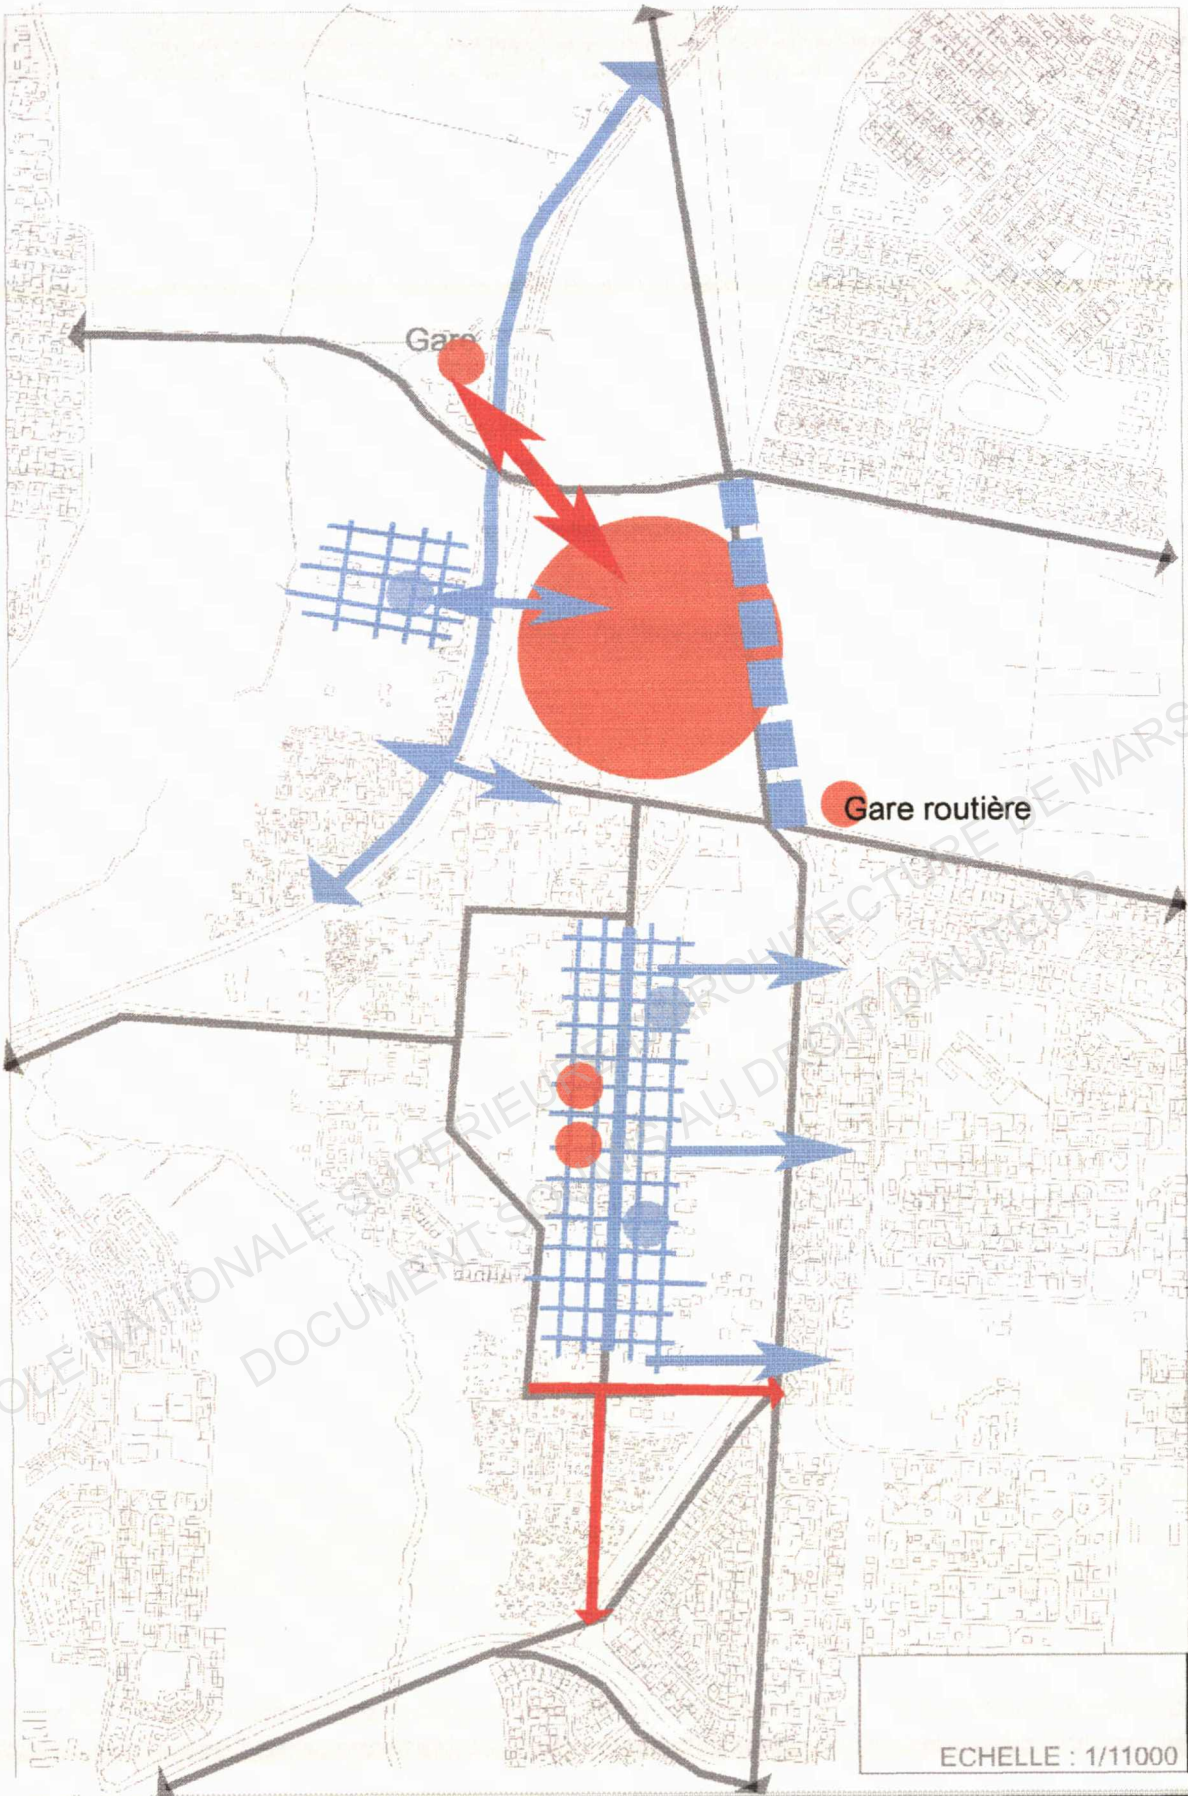 Gare
Gare routière
ECOLE NATIONALE SUPERIEURE D'ARCHITECTURE DE MARS
DOCUMENT SOUMIS AU DROIT D'AUTEUR
ECHELLE : 1/11000